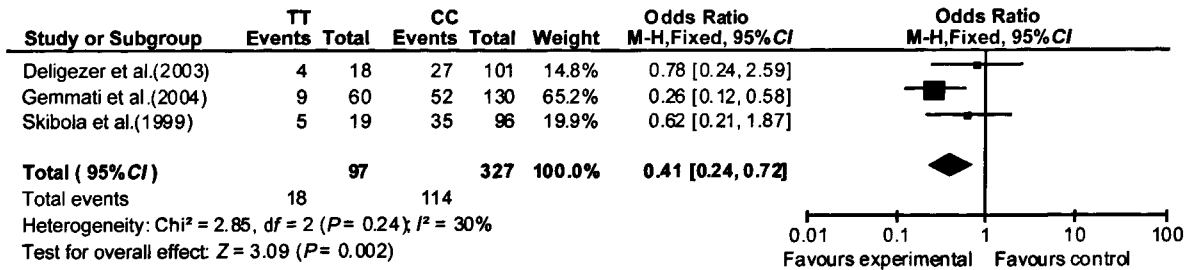 TT CC Odds Ratio Odds Ratio
Study or Subgroup Events Total Events Total Weight M-H,Fixed, 95%CI M-H,Fixed, 95%CI
Deligezer et al.(2003) 4 18 27 101 14.8% 0.78 [0.24, 2.59]
Gemmati et al.(2004) 9 60 52 130 65.2% 0.26 [0.12, 0.58]
Skibola et al.(1999) 5 19 35 96 19.9% 0.62 [0.21, 1.87]
Total ( 95%CI ) 97 327 100.0% 0.41 [0.24, 0.72]
Total events 18 114
Heterogeneity: Chi² = 2.85, df = 2 (P = 0.24); I² = 30%
Test for overall effect: Z = 3.09 (P = 0.002)
0.01 0.1 1 10 100
Favours experimental Favours control